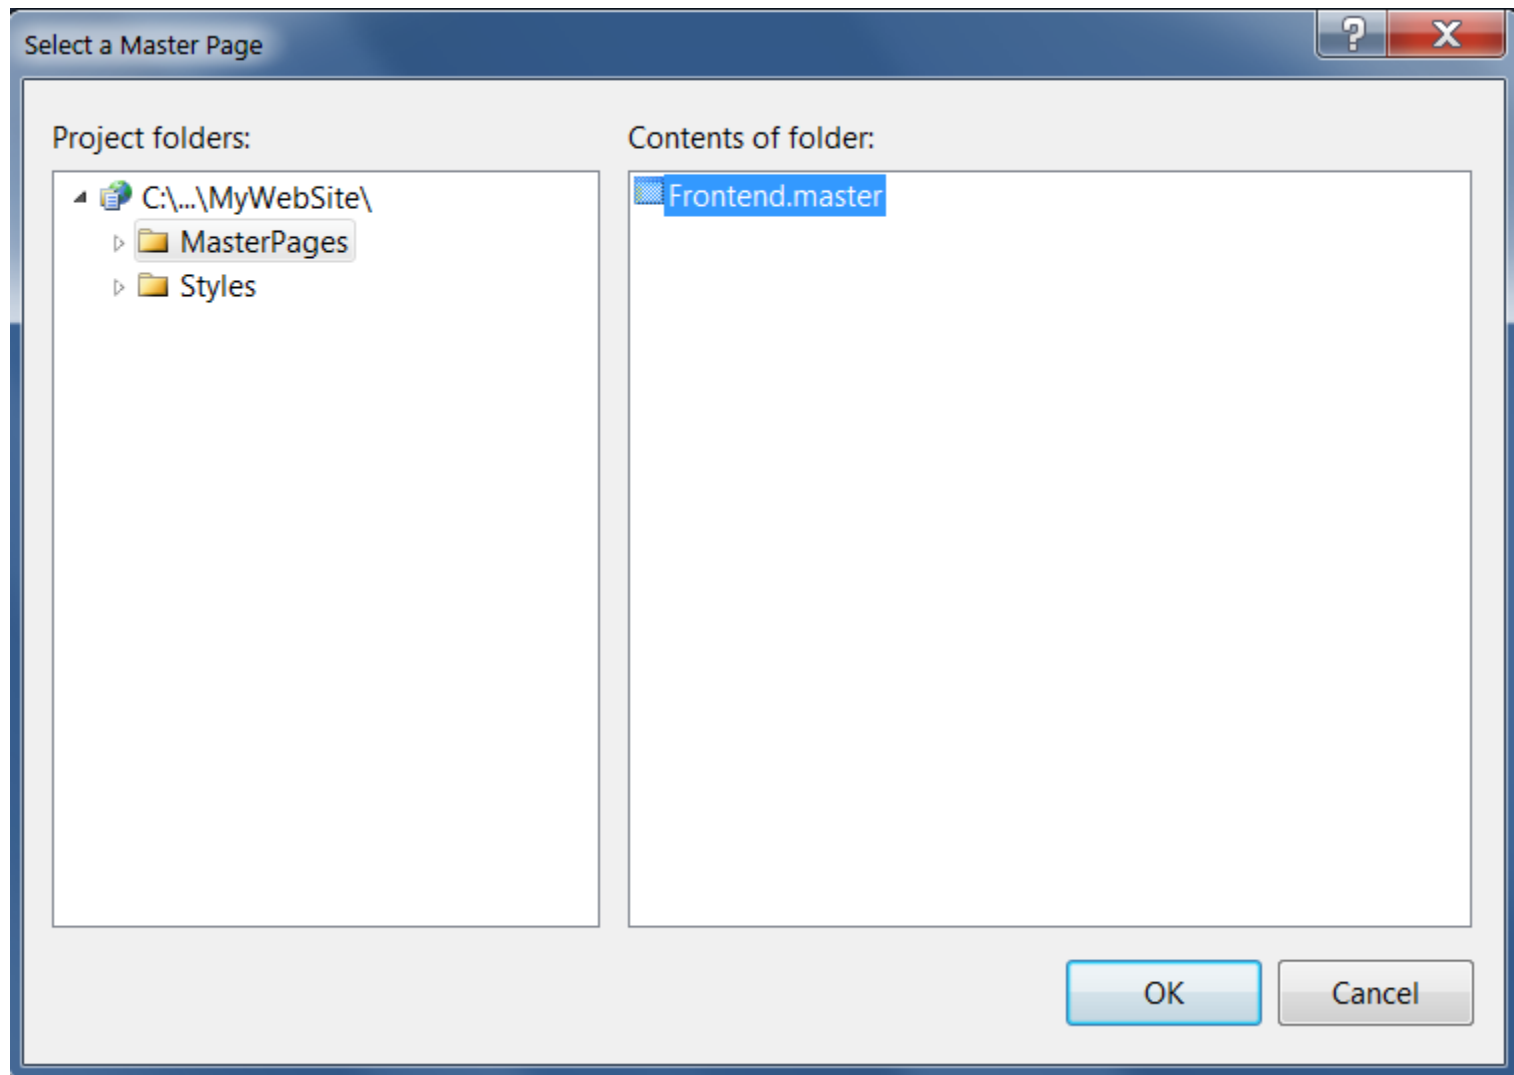 Select a Master Page
Project folders:
C:\...\MyWebSite\
MasterPages
Styles
Contents of folder:
Frontend.master
OK
Cancel